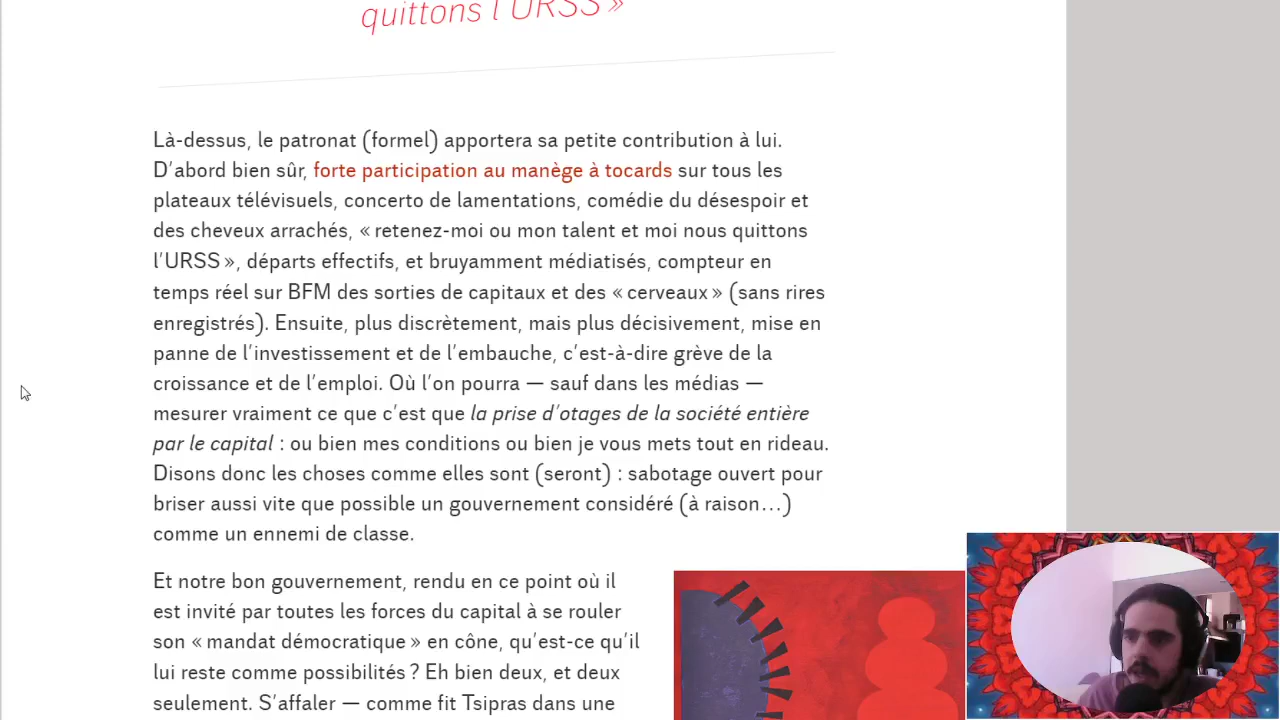 quittons l'URSS »
Là-dessus, le patronat (formel) apportera sa petite contribution à lui.
D'abord bien sûr, forte participation au manège à tocards sur tous les
plateaux télévisuels, concerto de lamentations, comédie du désespoir et
des cheveux arrachés, « retenez-moi ou mon talent et moi nous quittons
l'URSS », départs effectifs, et bruyamment médiatisés, compteur en
temps réel sur BFM des sorties de capitaux et des « cerveaux » (sans rires
enregistrés). Ensuite, plus discrètement, mais plus décisivement, mise en
panne de l'investissement et de l'embauche, c'est-à-dire grève de la
croissance et de l'emploi. Où l'on pourra — sauf dans les médias —
mesurer vraiment ce que c'est que la prise d'otages de la société entière
par le capital : ou bien mes conditions ou bien je vous mets tout en rideau.
Disons donc les choses comme elles sont (seront) : sabotage ouvert pour
briser aussi vite que possible un gouvernement considéré (à raison…)
comme un ennemi de classe.
Et notre bon gouvernement, rendu en ce point où il
est invité par toutes les forces du capital à se rouler
son « mandat démocratique » en cône, qu'est-ce qu'il
lui reste comme possibilités ? Eh bien deux, et deux
seulement. S'affaler — comme fit Tsipras dans une